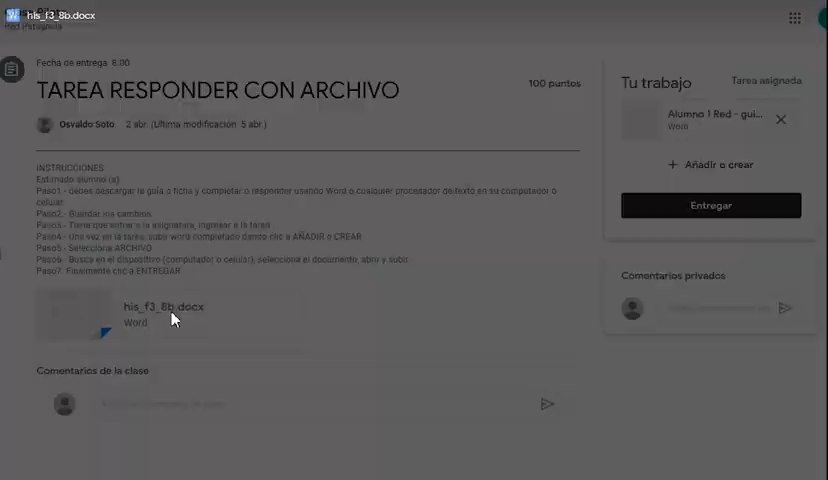 his_f3_8b.docx
Red Patagonia
Fecha de entrega: 8:00
TAREA RESPONDER CON ARCHIVO
100 puntos
Osvaldo Soto 2 abr. (Última modificación: 5 abr.)
INSTRUCCIONES
Estimado alumno (a)
Paso1.- debes descargar la guía o ficha y completar o responder usando Word o cualquier procesador de texto en su computador o
celular.
Paso2.- Guardar los cambios
Paso3.- Tiene que entrar a la asignatura, ingresar a la tarea
Paso4.- Una vez en la tarea, subir word completado dando clic a AÑADIR o CREAR
Paso5.- Selecciona ARCHIVO
Paso6.- Busca en el dispositivo (computador o celular), selecciona el documento, abrir y subir.
Paso7. Finalmente clic a ENTREGAR
his_f3_8b.docx
Word
Comentarios de la clase
Tu trabajo
Tarea asignada
Alumno 1 Red - gui...
Word
+ Añadir o crear
Entregar
Comentarios privados